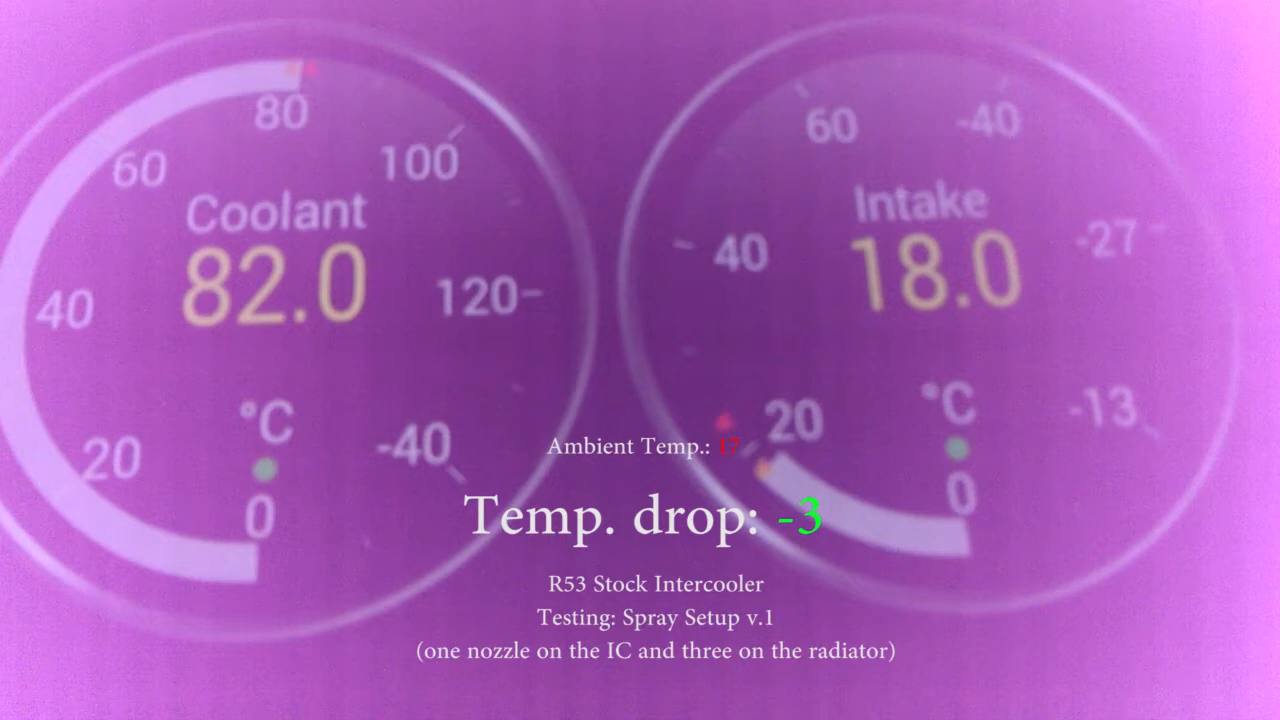 80
60
100
Coolant
82.0
40
120
°C
20
-40
0
60
-40
Intake
40
18.0
-27
20
°C
-13
0
Ambient Temp.: 17
Temp. drop: -3
R53 Stock Intercooler
Testing: Spray Setup v.1
(one nozzle on the IC and three on the radiator)